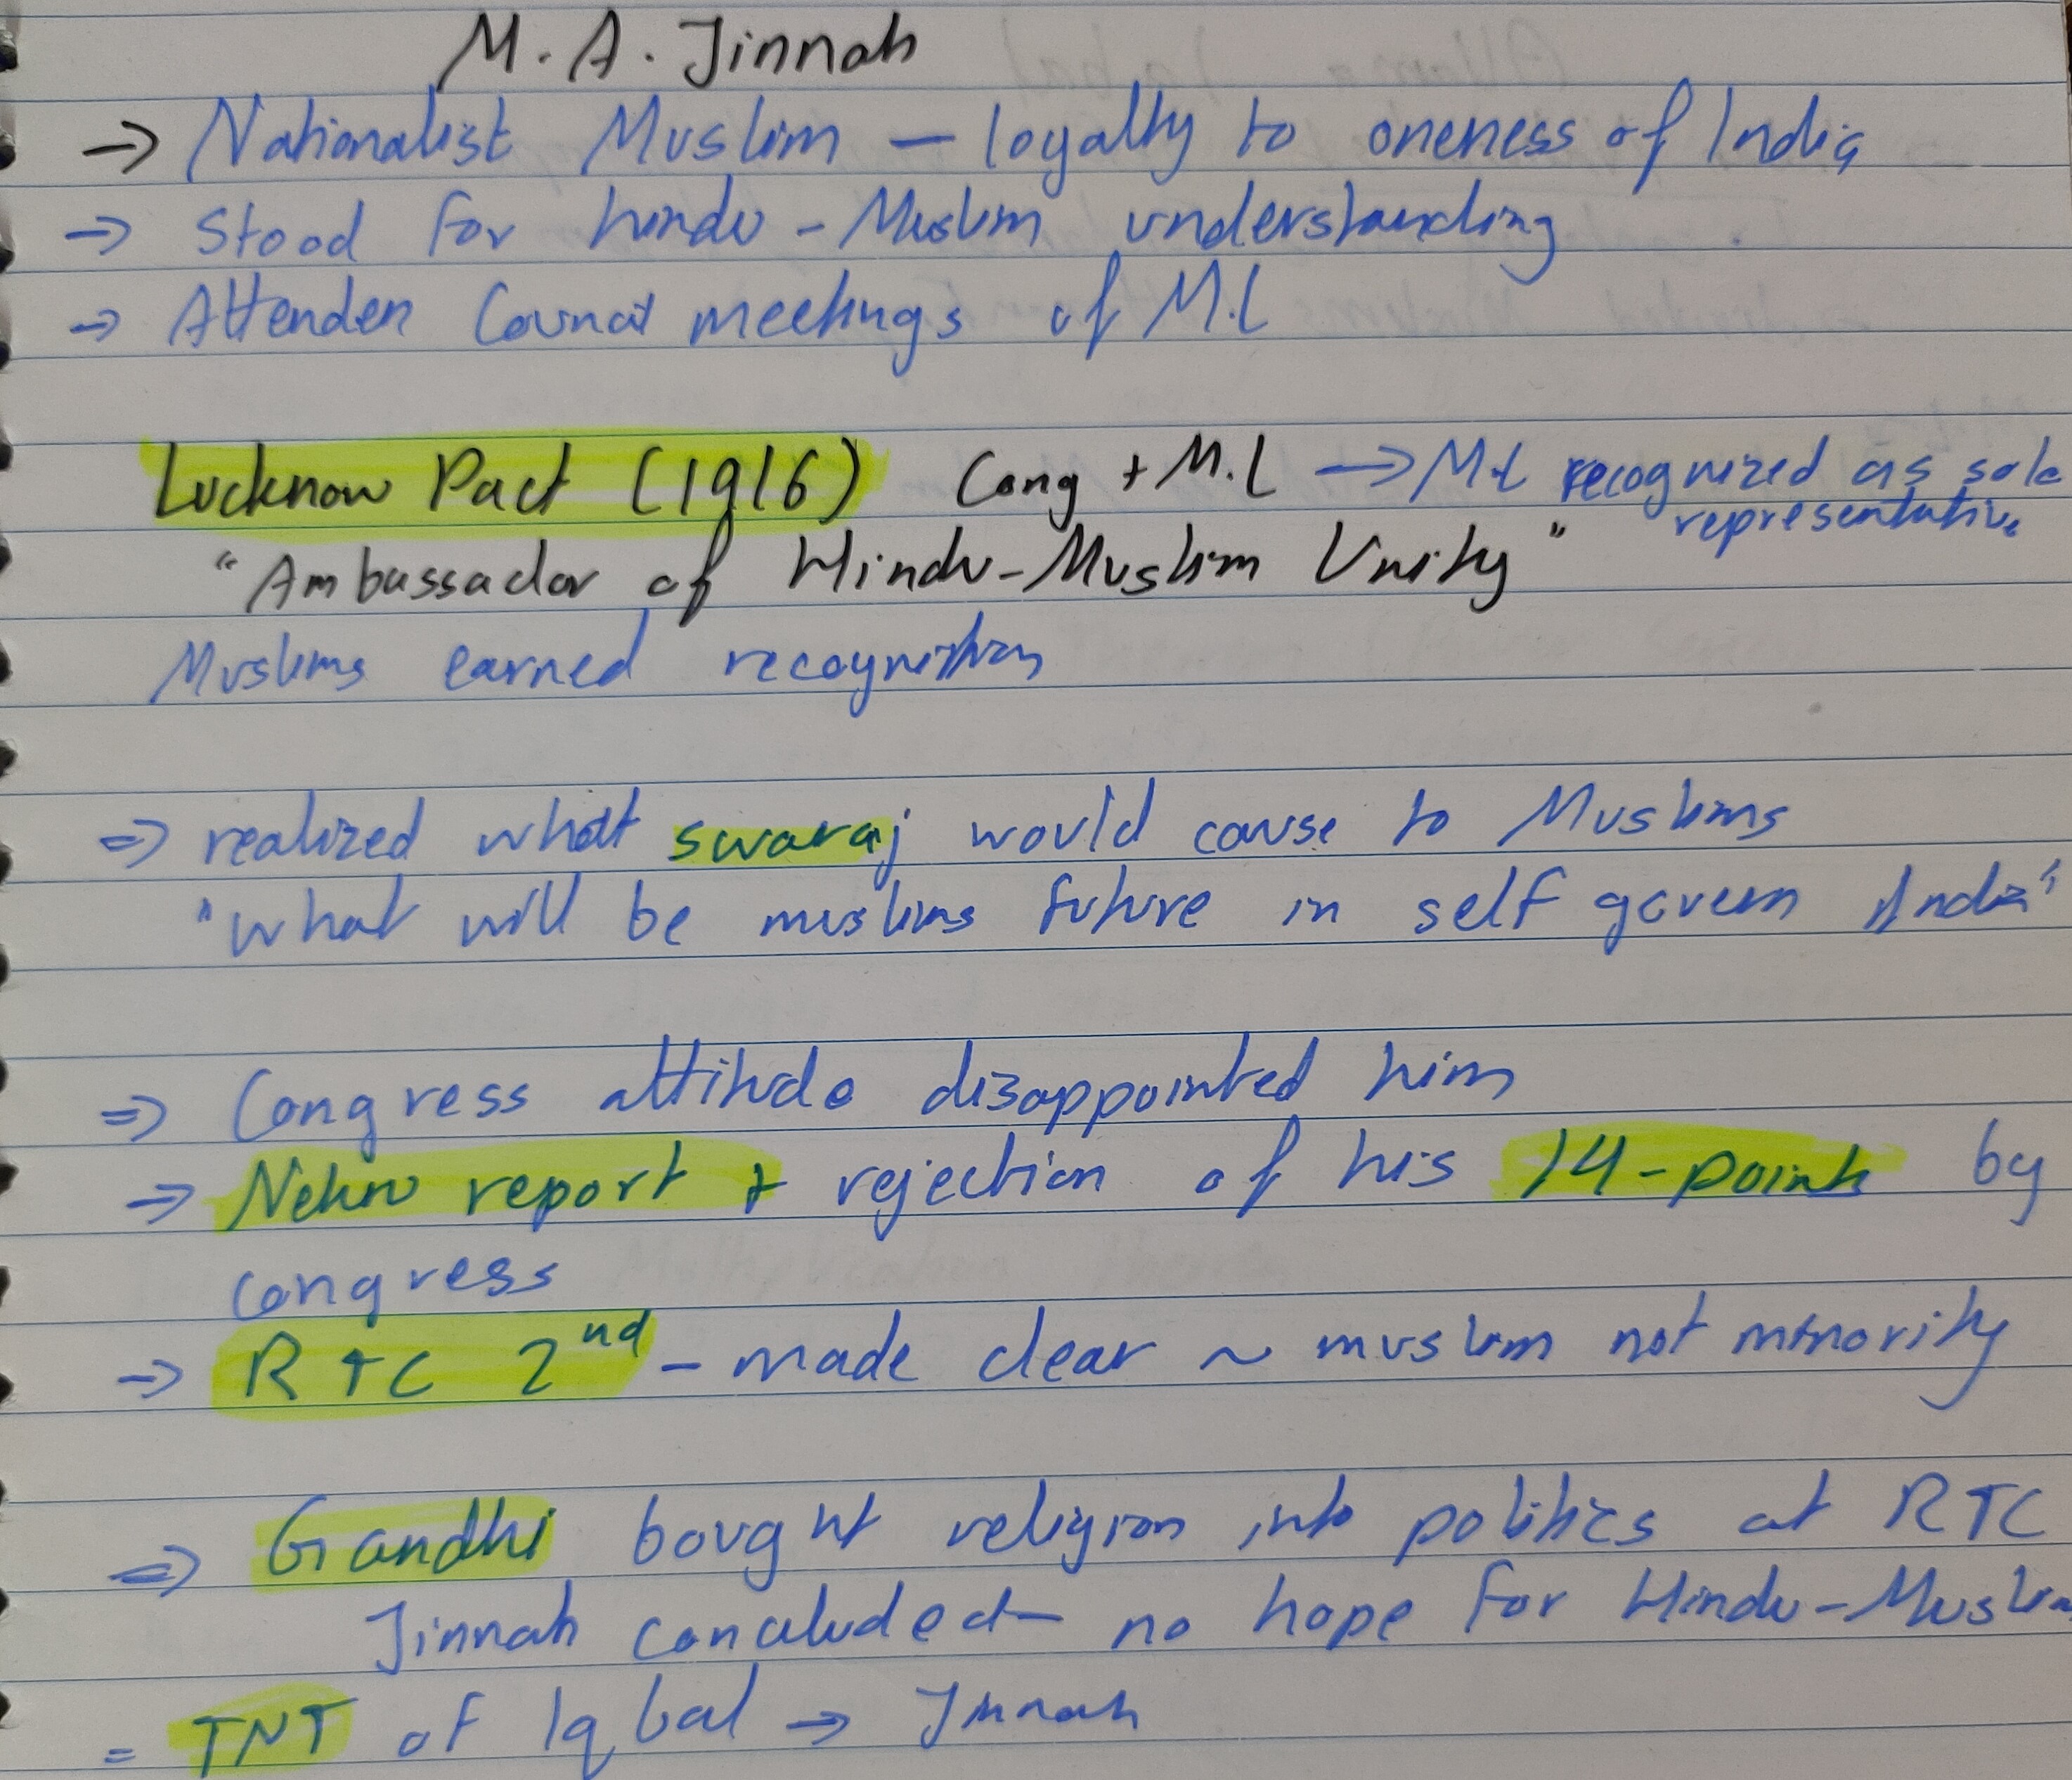 M. A. Jinnah
→ Nationalist Muslim — loyalty to oneness of India
→ Stood for hindu - Muslim understanding
→ Attenden Council meetings of M.L
Lucknow Pact (1916) Cong + M.L → M.L recognized as sole
representative
"Ambassador of Hindu-Muslim Unity"
Muslims earned recognition
⇒ realized what swaraj would cause to Muslims
"what will be muslims future in self govern India"
⇒ Congress attitude disappointed him
⇒ Nehru report + rejection of his 14-points by
congress
⇒ RTC 2nd - made clear ~ muslim not minority
⇒ Gandhi bought religion into politics at RTC
Jinnah concluded - no hope for Hindu-Muslim
= TNT of Iqbal → Jinnah